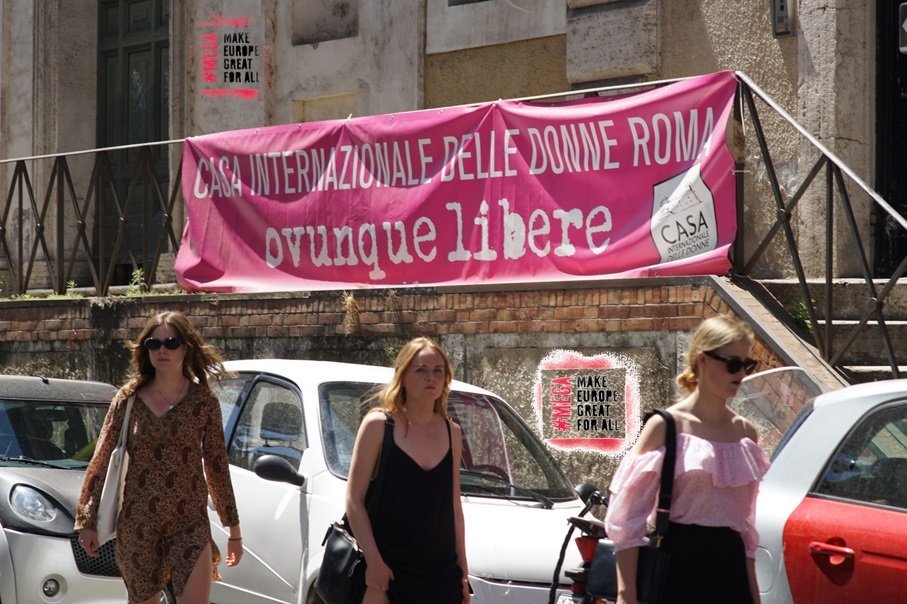 #MEGA
MAKE
EUROPE
GREAT
FOR ALL
CASA INTERNAZIONALE DELLE DONNE ROMA
ovunque libere
CASA
INTERNAZIONALE
DELLE DONNE
#MEGA
MAKE
EUROPE
GREAT
FOR ALL